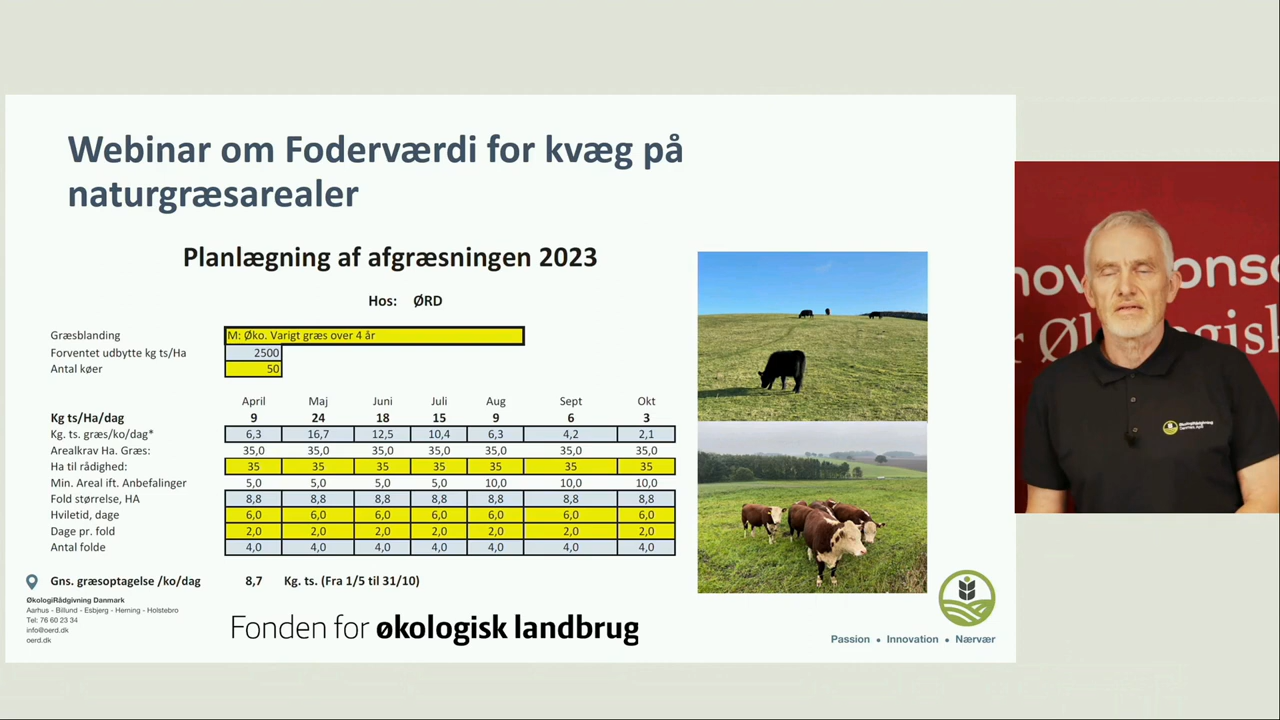 Webinar om Foderværdi for kvæg på
naturgræsarealer
Planlægning af afgræsningen 2023
Hos: ØRD
Græsblanding M: Øko. Varigt græs over 4 år
Forventet udbytte kg ts/Ha 2500
Antal køer 50
April Maj Juni Juli Aug Sept Okt
Kg ts/Ha/dag 9 24 18 15 9 6 3
Kg. ts. græs/ko/dag* 6,3 16,7 12,5 10,4 6,3 4,2 2,1
Arealkrav Ha. Græs: 35,0 35,0 35,0 35,0 35,0 35,0 35,0
Ha til rådighed: 35 35 35 35 35 35 35
Min. Areal ift. Anbefalinger 5,0 5,0 5,0 5,0 10,0 10,0 10,0
Fold størrelse, HA 8,8 8,8 8,8 8,8 8,8 8,8 8,8
Hviletid, dage 6,0 6,0 6,0 6,0 6,0 6,0 6,0
Dage pr. fold 2,0 2,0 2,0 2,0 2,0 2,0 2,0
Antal folde 4,0 4,0 4,0 4,0 4,0 4,0 4,0
Gns. græsoptagelse /ko/dag 8,7 Kg. ts. (Fra 1/5 til 31/10)
ØkologiRådgivning Danmark
Aarhus - Billund - Esbjerg - Herning - Holstebro
Tel: 76 60 23 34
info@oerd.dk
oerd.dk
Fonden for økologisk landbrug
Passion • Innovation • Nærvær
nov onso
r Økologisk